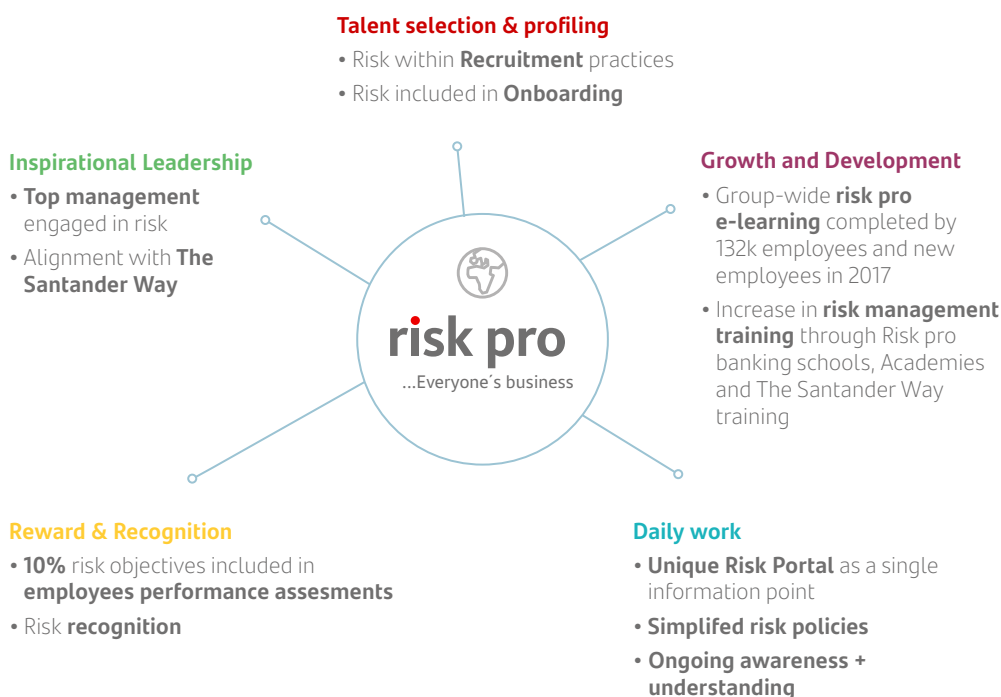 Talent selection & profiling
• Risk within Recruitment practices
• Risk included in Onboarding
Inspirational Leadership
• Top management
engaged in risk
• Alignment with The
Santander Way
Growth and Development
• Group-wide risk pro
e-learning completed by
132k employees and new
employees in 2017
• Increase in risk management
training through Risk pro
banking schools, Academies
and The Santander Way
training
risk pro
...Everyone´s business
Reward & Recognition
• 10% risk objectives included in
employees performance assesments
• Risk recognition
Daily work
• Unique Risk Portal as a single
information point
• Simplifed risk policies
• Ongoing awareness +
understanding